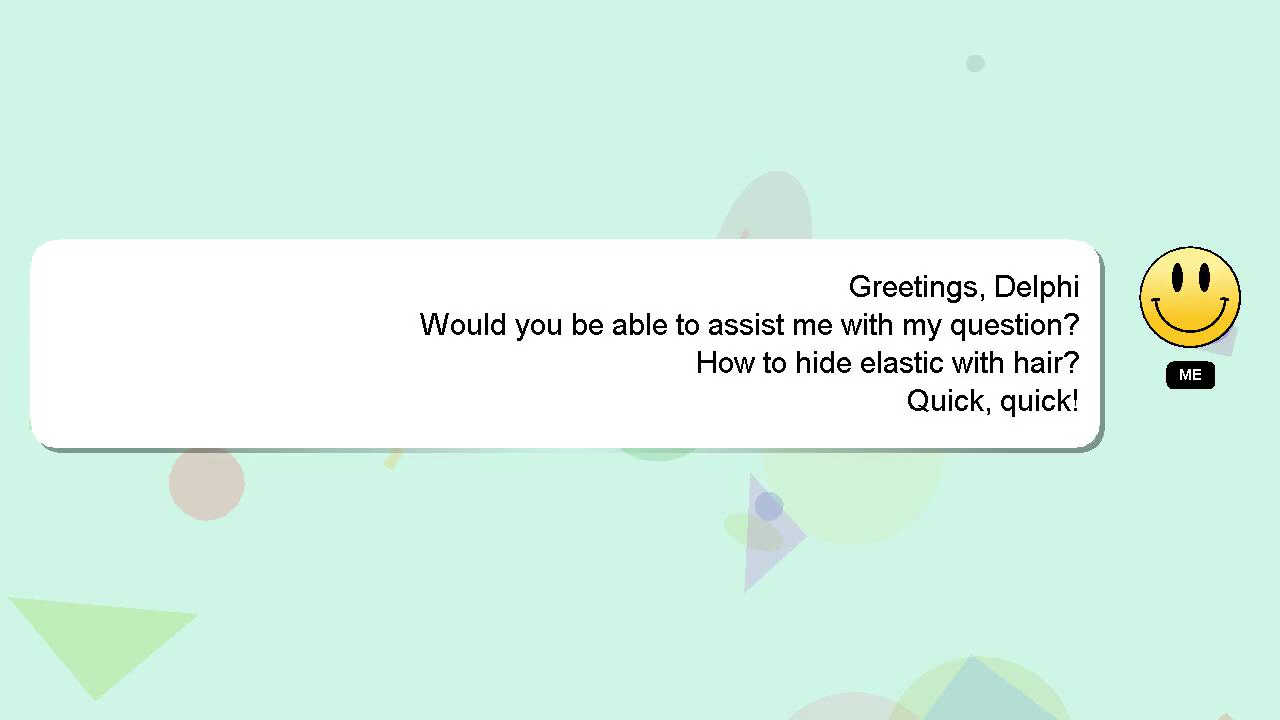 Greetings, Delphi
Would you be able to assist me with my question?
How to hide elastic with hair?
Quick, quick!
ME